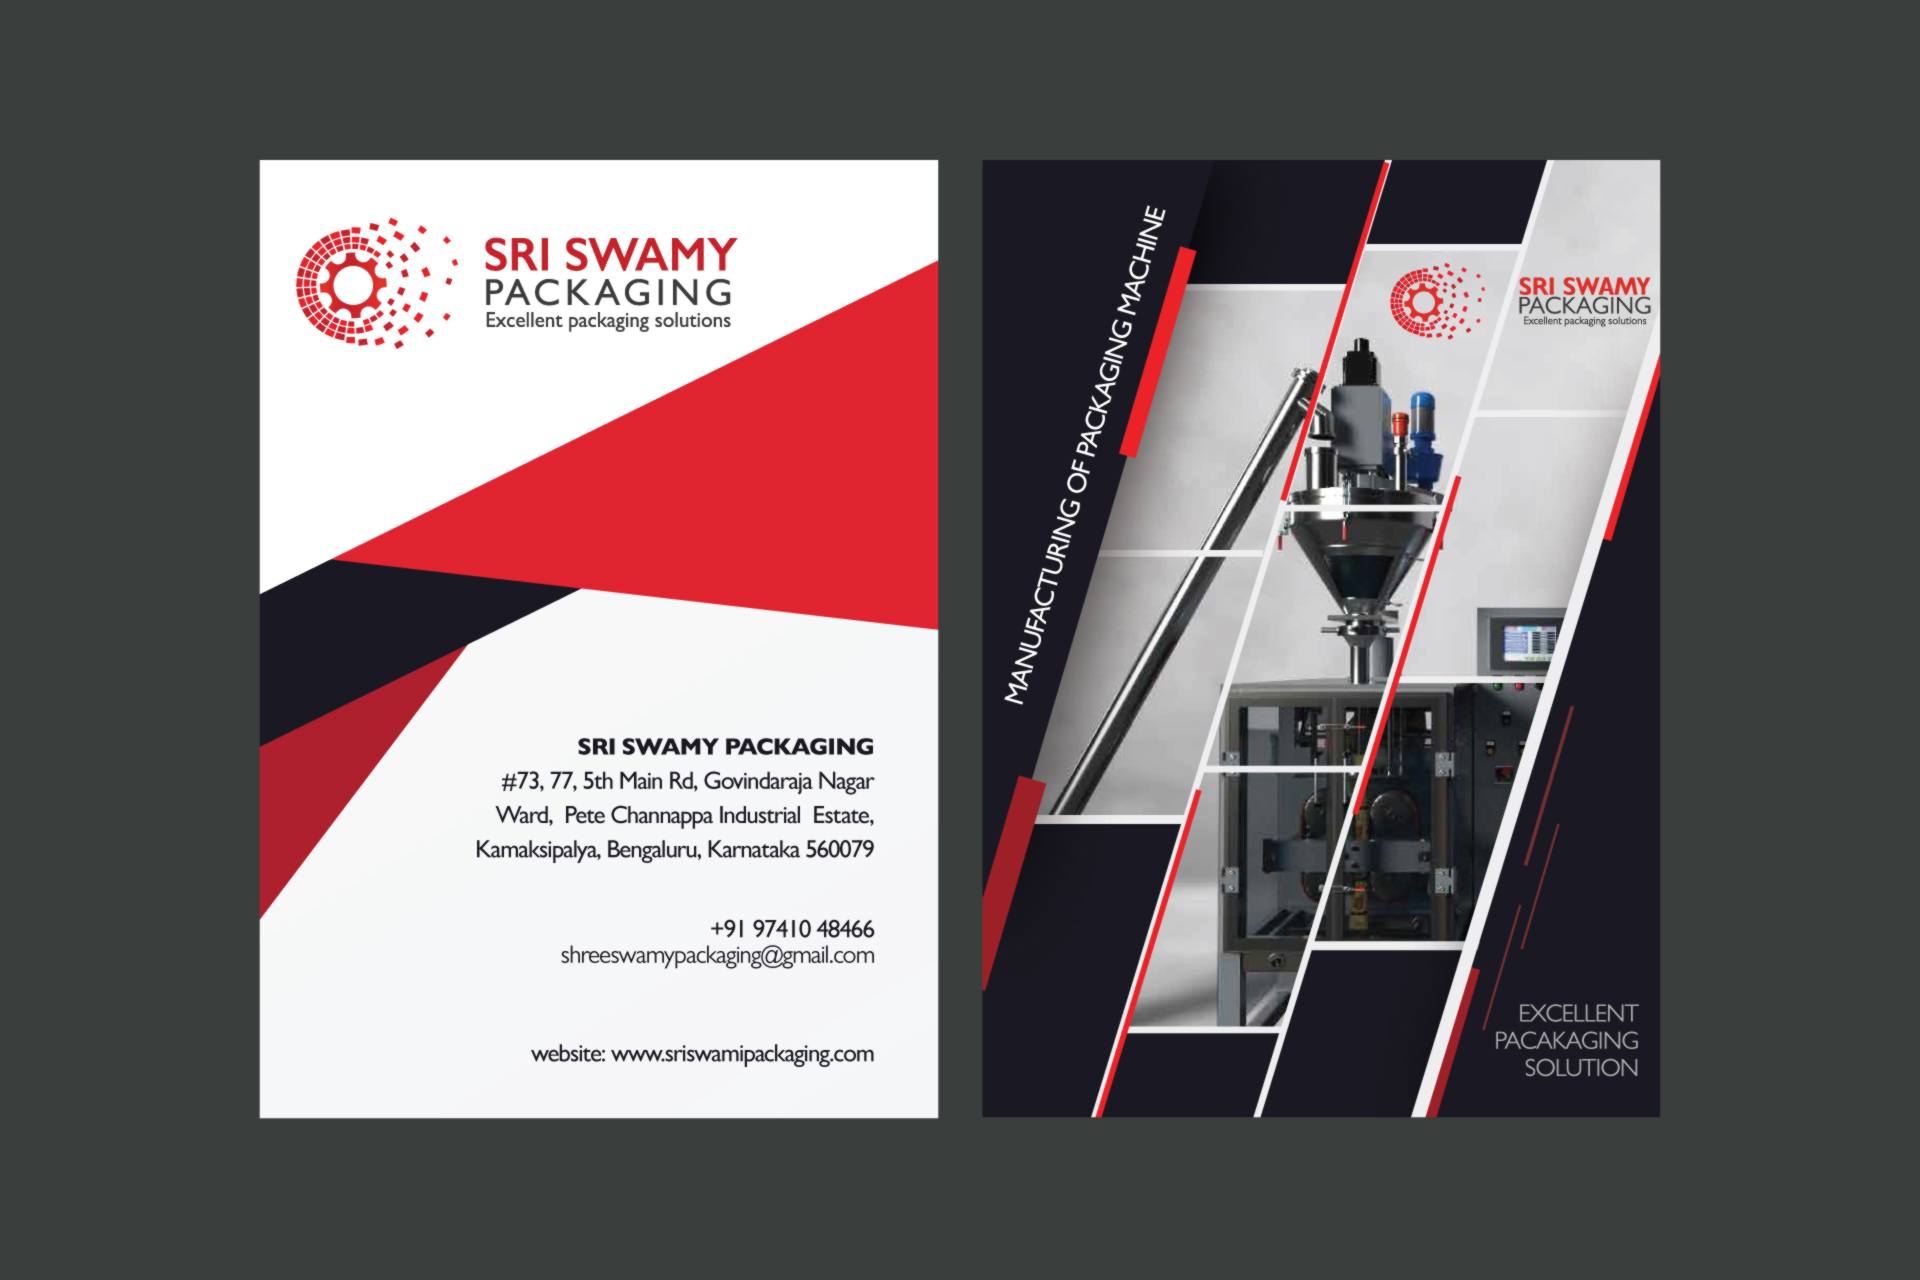 SRI SWAMY
PACKAGING
Excellent packaging solutions
SRI SWAMY PACKAGING
#73, 77, 5th Main Rd, Govindaraja Nagar
Ward, Pete Channappa Industrial Estate,
Kamaksipalya, Bengaluru, Karnataka 560079
+91 97410 48466
shreeswamypackaging@gmail.com
website: www.sriswamipackaging.com
MANUFACTURING OF PACKAGING MACHINE
SRI SWAMY
PACKAGING
Excellent packaging solutions
EXCELLENT
PACAKAGING
SOLUTION